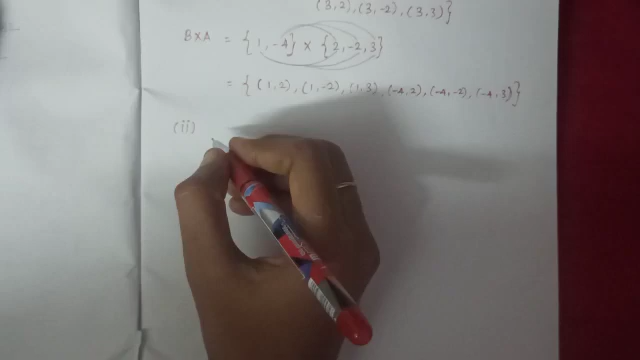 (3, 2), (3, -2), (3, 3)}
B×A = {1, -4} × {2, -2, 3}
= {(1, 2), (1, -2), (1, 3), (-4, 2), (-4, -2), (-4, 3)}
(ii)